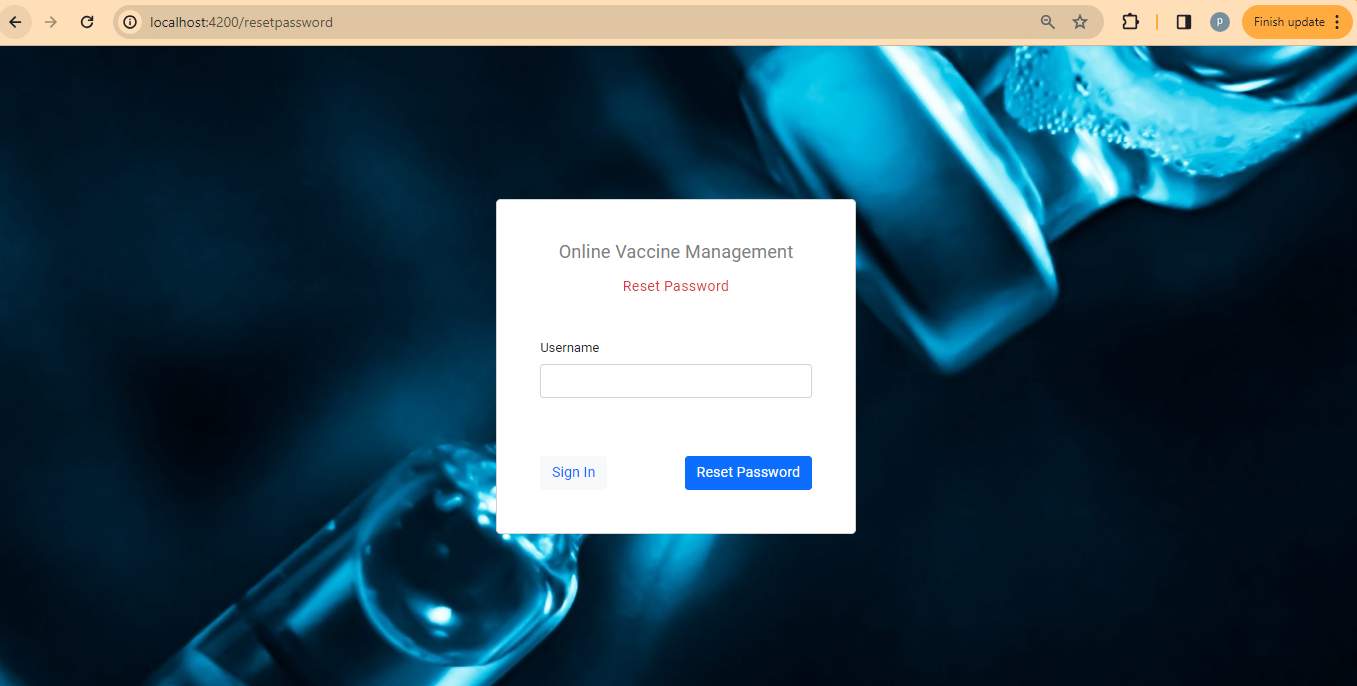 localhost:4200/resetpassword
P
Finish update
Online Vaccine Management
Reset Password
Username
Sign In
Reset Password